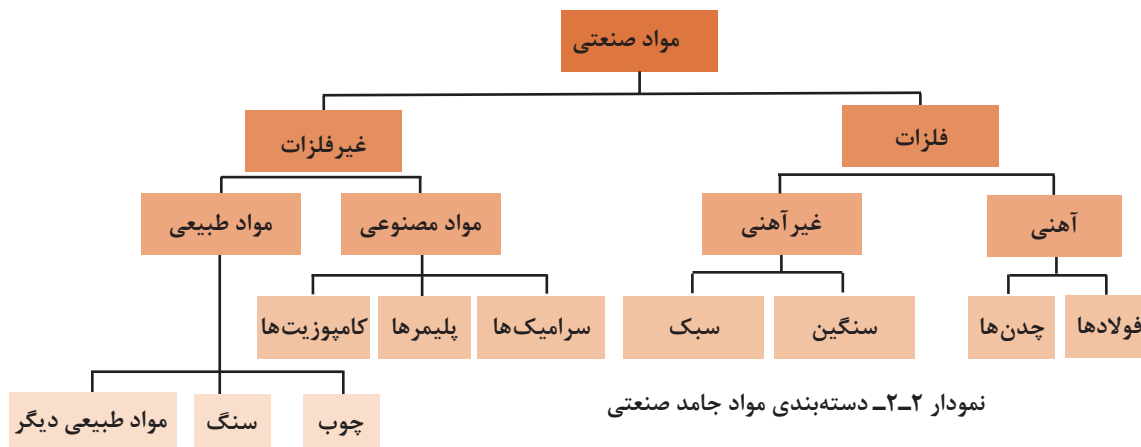 مواد صنعتی
فلزات
غیرفلزات
آهنی
غیرآهنی
مواد مصنوعی
مواد طبیعی
فولادها
چدن‌ها
سنگین
سبک
سرامیک‌ها
پلیمرها
کامپوزیت‌ها
چوب
سنگ
مواد طبیعی دیگر
نمودار ۲ــ۲ــ دسته‌بندی مواد جامد صنعتی